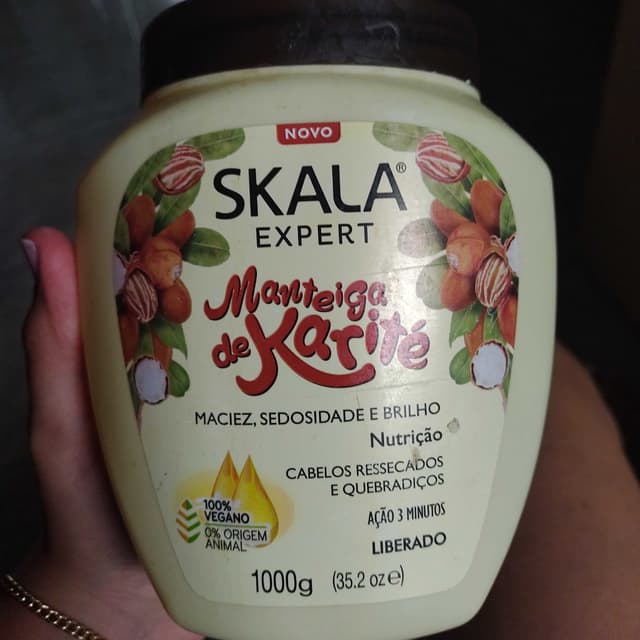 NOVO
SKALA®
EXPERT
Manteiga
de Karité
MACIEZ, SEDOSIDADE E BRILHO
Nutrição
CABELOS RESSECADOS
E QUEBRADIÇOS
AÇÃO 3 MINUTOS
LIBERADO
100%
VEGANO
0% ORIGEM
ANIMAL
1000g (35.2 oz e)